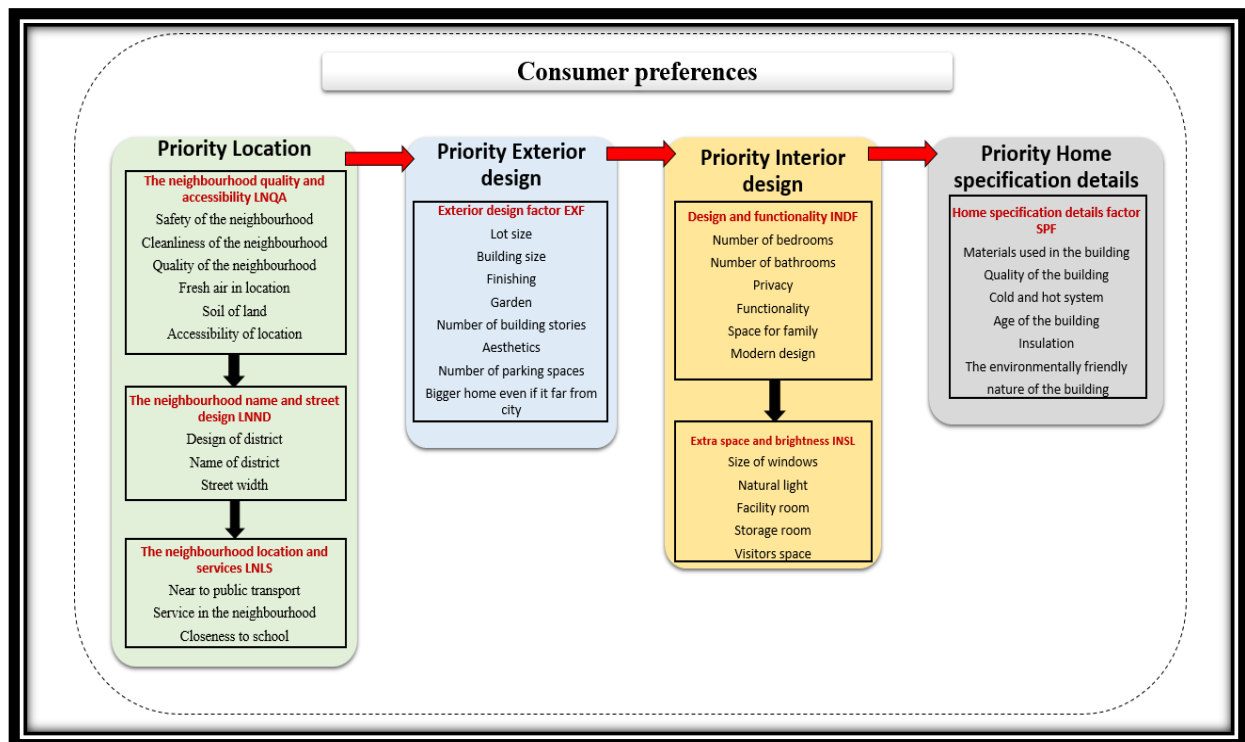 Consumer preferences
Priority Location
The neighbourhood quality and
accessibility LNQA
Safety of the neighbourhood
Cleanliness of the neighbourhood
Quality of the neighbourhood
Fresh air in location
Soil of land
Accessibility of location
The neighbourhood name and street
design LNND
Design of district
Name of district
Street width
The neighbourhood location and
services LNLS
Near to public transport
Service in the neighbourhood
Closeness to school
Priority Exterior
design
Exterior design factor EXF
Lot size
Building size
Finishing
Garden
Number of building stories
Aesthetics
Number of parking spaces
Bigger home even if it far from
city
Priority Interior
design
Design and functionality INDF
Number of bedrooms
Number of bathrooms
Privacy
Functionality
Space for family
Modern design
Extra space and brightness INSL
Size of windows
Natural light
Facility room
Storage room
Visitors space
Priority Home
specification details
Home specification details factor
SPF
Materials used in the building
Quality of the building
Cold and hot system
Age of the building
Insulation
The environmentally friendly
nature of the building